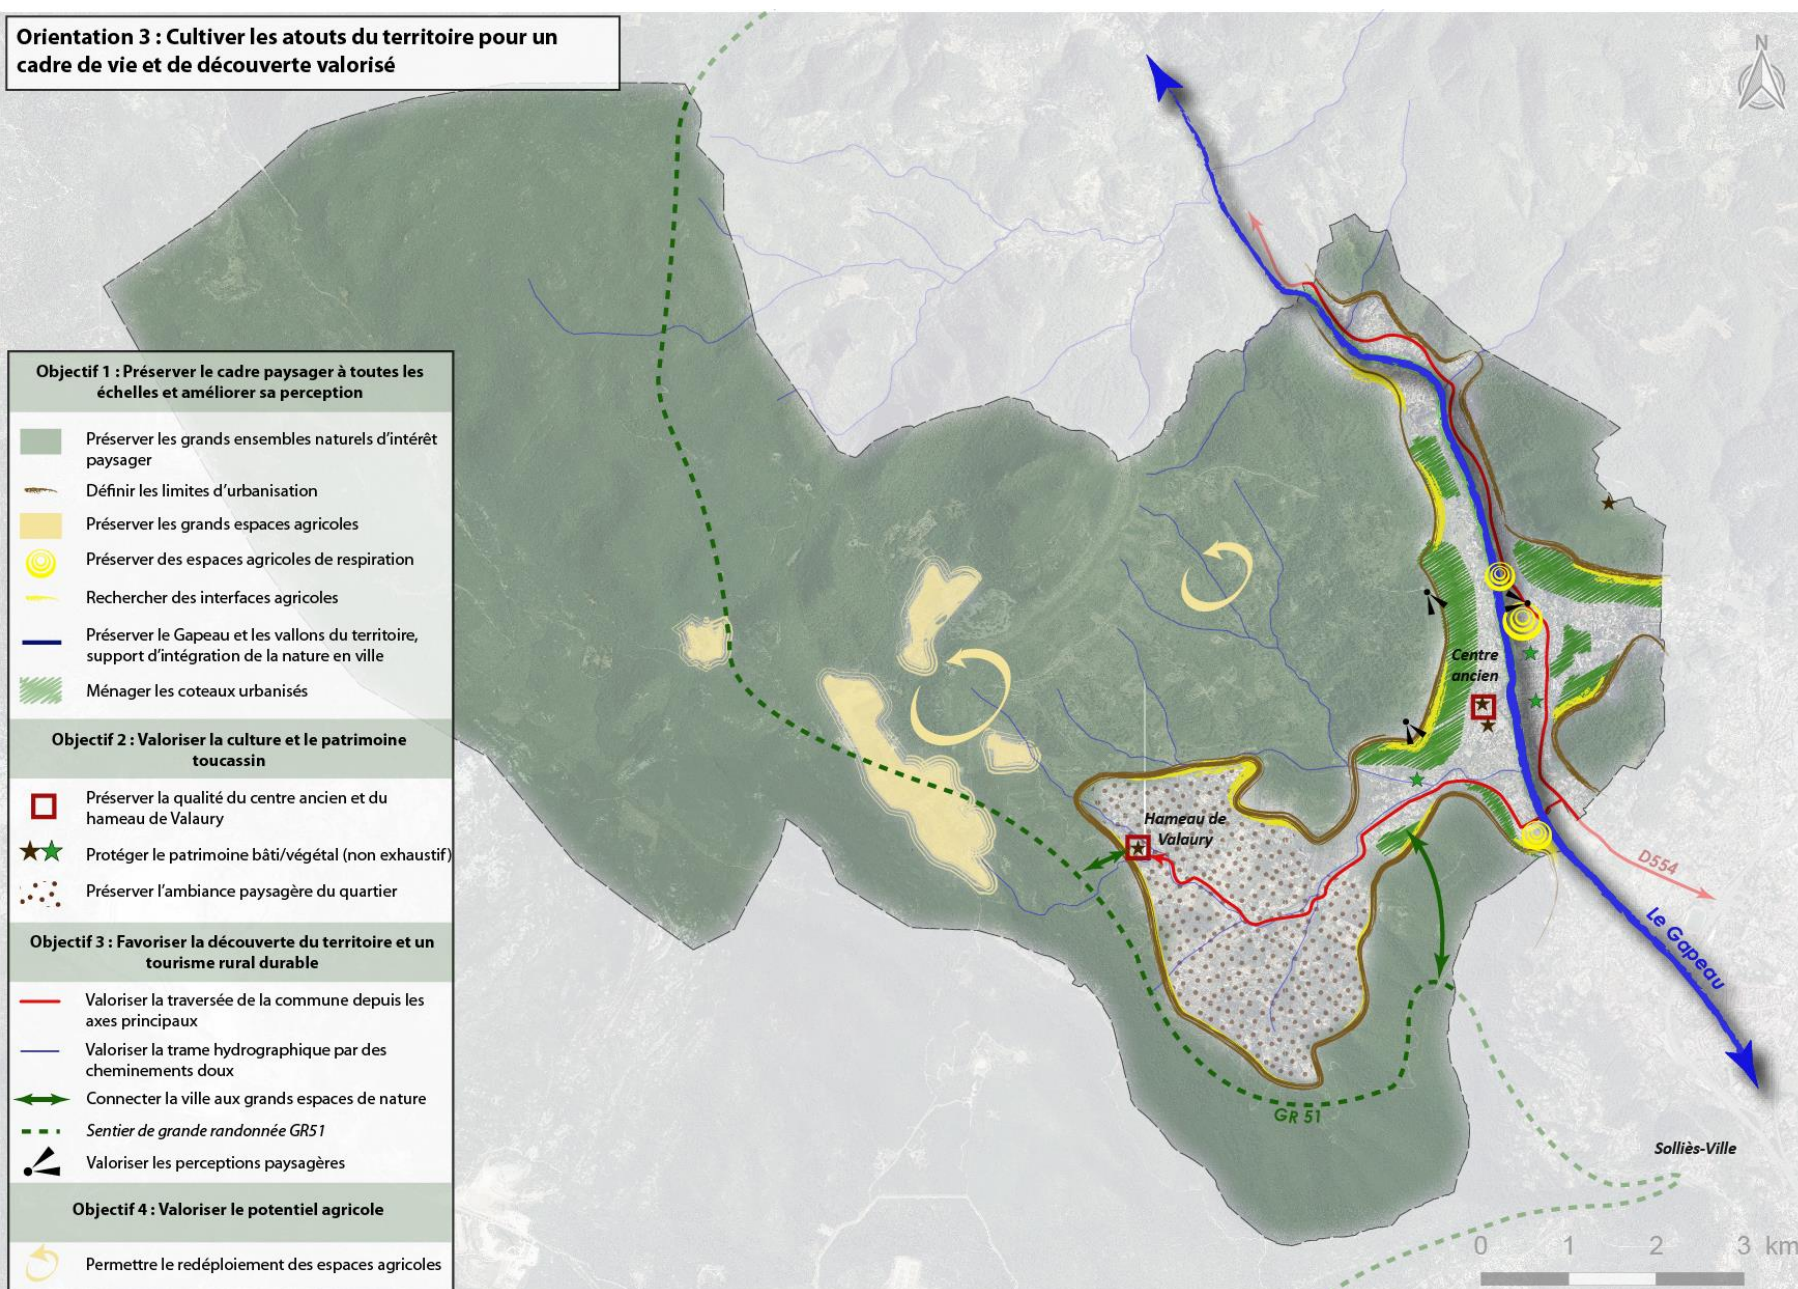 Orientation 3 : Cultiver les atouts du territoire pour un
cadre de vie et de découverte valorisé
N
Objectif 1 : Préserver le cadre paysager à toutes les
échelles et améliorer sa perception
Préserver les grands ensembles naturels d'intérêt
paysager
Définir les limites d'urbanisation
Préserver les grands espaces agricoles
Préserver des espaces agricoles de respiration
Rechercher des interfaces agricoles
Préserver le Gapeau et les vallons du territoire,
support d'intégration de la nature en ville
Ménager les coteaux urbanisés
Objectif 2 : Valoriser la culture et le patrimoine
toucassin
Préserver la qualité du centre ancien et du
hameau de Valaury
Protéger le patrimoine bâti/végétal (non exhaustif)
Préserver l'ambiance paysagère du quartier
Objectif 3 : Favoriser la découverte du territoire et un
tourisme rural durable
Valoriser la traversée de la commune depuis les
axes principaux
Valoriser la trame hydrographique par des
cheminements doux
Connecter la ville aux grands espaces de nature
Sentier de grande randonnée GR51
Valoriser les perceptions paysagères
Objectif 4 : Valoriser le potentiel agricole
Permettre le redéploiement des espaces agricoles
Centre
ancien
Hameau de
Valaury
D554
Le Gapeau
GR 51
Solliès-Ville
0 1 2 3 km